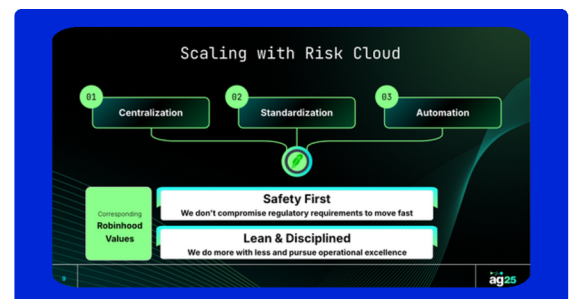 Scaling with Risk Cloud
01
Centralization
02
Standardization
03
Automation
Corresponding
Robinhood
Values
Safety First
We don't compromise regulatory requirements to move fast
Lean & Disciplined
We do more with less and pursue operational excellence
9
ag25